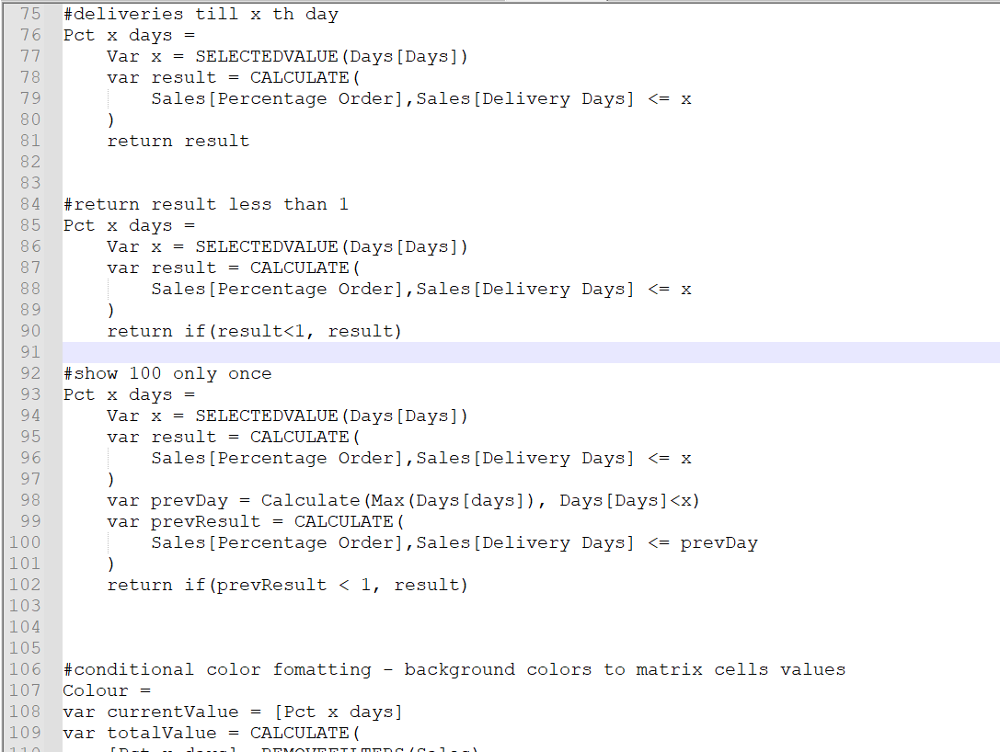 75 #deliveries till x th day
76 Pct x days =
77 Var x = SELECTEDVALUE(Days[Days])
78 var result = CALCULATE(
79 Sales[Percentage Order],Sales[Delivery Days] <= x
80 )
81 return result
82
83
84 #return result less than 1
85 Pct x days =
86 Var x = SELECTEDVALUE(Days[Days])
87 var result = CALCULATE(
88 Sales[Percentage Order],Sales[Delivery Days] <= x
89 )
90 return if(result<1, result)
91
92 #show 100 only once
93 Pct x days =
94 Var x = SELECTEDVALUE(Days[Days])
95 var result = CALCULATE(
96 Sales[Percentage Order],Sales[Delivery Days] <= x
97 )
98 var prevDay = Calculate(Max(Days[days]), Days[Days]<x)
99 var prevResult = CALCULATE(
100 Sales[Percentage Order],Sales[Delivery Days] <= prevDay
101 )
102 return if(prevResult < 1, result)
103
104
105
106 #conditional color fomatting - background colors to matrix cells values
107 Colour =
108 var currentValue = [Pct x days]
109 var totalValue = CALCULATE(